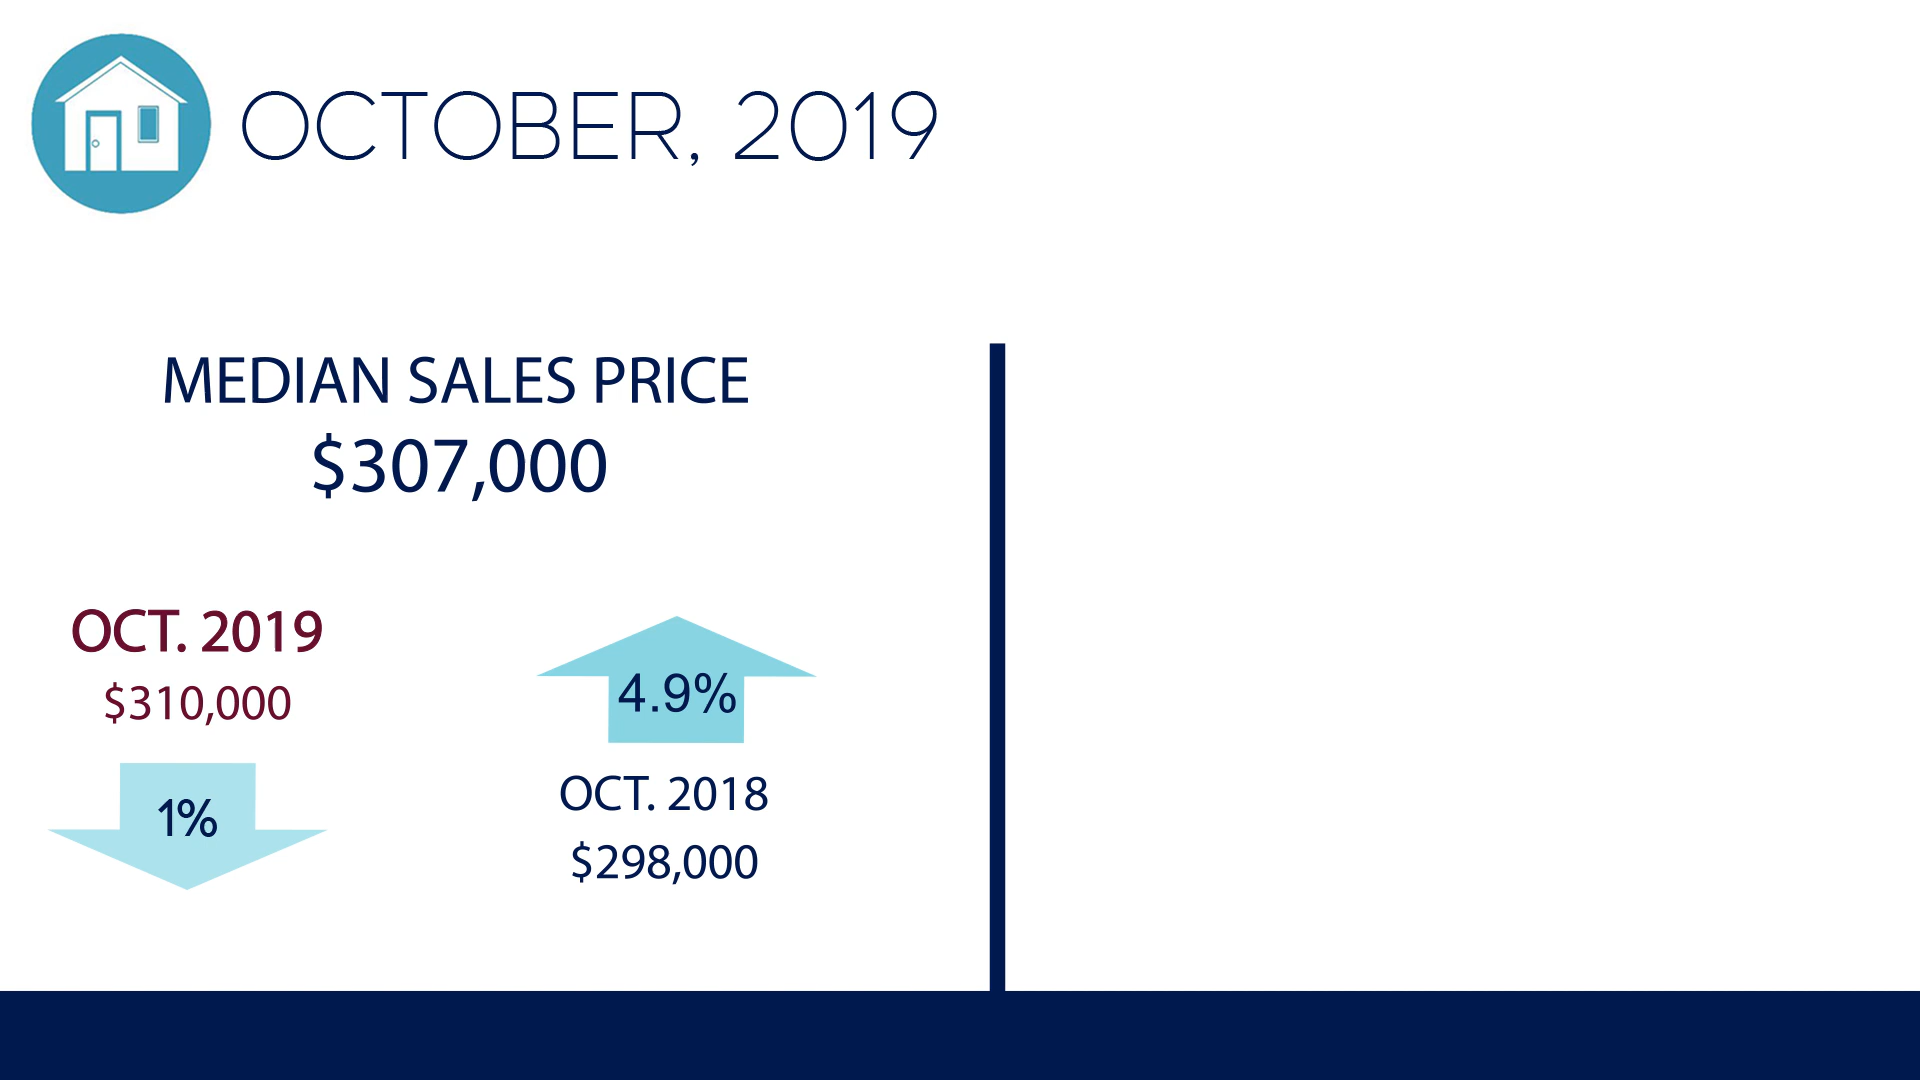 OCTOBER, 2019
MEDIAN SALES PRICE
$307,000
OCT. 2019
$310,000
1%
4.9%
OCT. 2018
$298,000